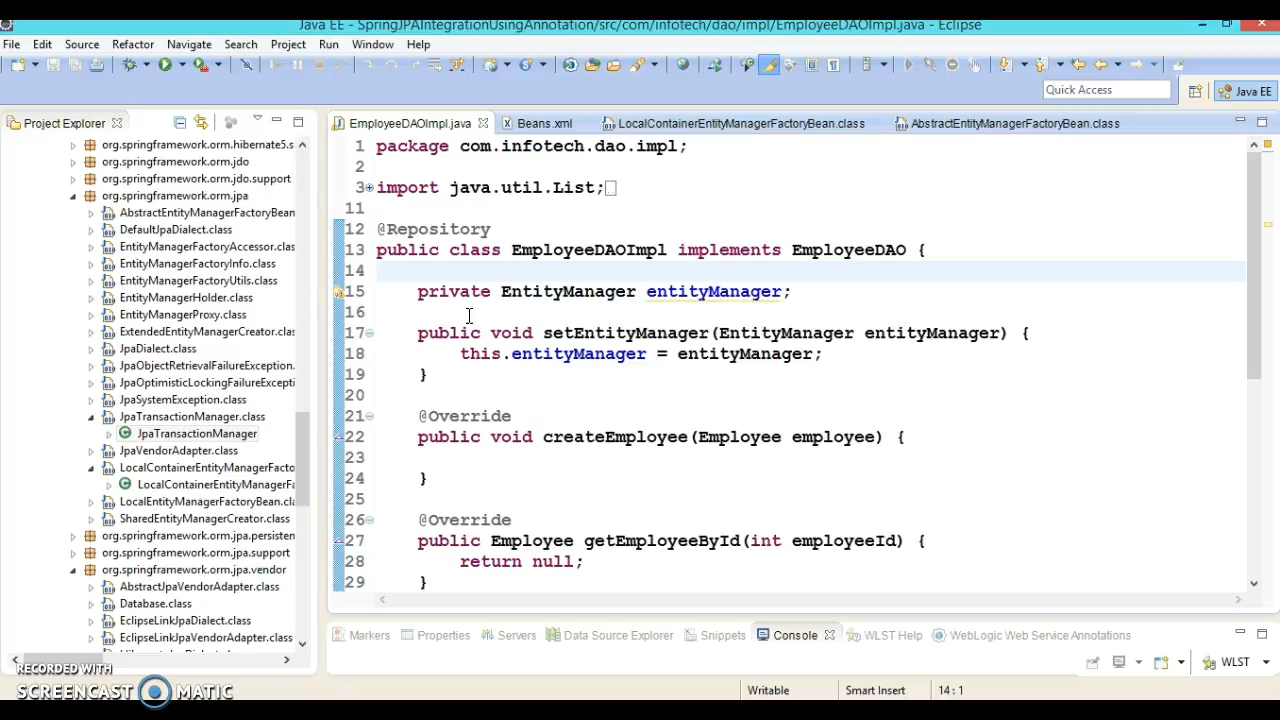 Java EE - SpringJPAIntegrationUsingAnnotation/src/com/infotech/dao/impl/EmployeeDAOImpl.java - Eclipse
File Edit Source Refactor Navigate Search Project Run Window Help
Quick Access
Java EE
Project Explorer
org.springframework.orm.hibernate5.s
org.springframework.orm.jdo
org.springframework.orm.jdo.support
org.springframework.orm.jpa
AbstractEntityManagerFactoryBean
DefaultJpaDialect.class
EntityManagerFactoryAccessor.clas
EntityManagerFactoryInfo.class
EntityManagerFactoryUtils.class
EntityManagerHolder.class
EntityManagerProxy.class
ExtendedEntityManagerCreator.clas
JpaDialect.class
JpaObjectRetrievalFailureException.
JpaOptimisticLockingFailureExcepti
JpaSystemException.class
JpaTransactionManager.class
JpaTransactionManager
JpaVendorAdapter.class
LocalContainerEntityManagerFacto
LocalContainerEntityManagerFa
LocalEntityManagerFactoryBean.cla
SharedEntityManagerCreator.class
org.springframework.orm.jpa.persisten
org.springframework.orm.jpa.support
org.springframework.orm.jpa.vendor
AbstractJpaVendorAdapter.class
Database.class
EclipseLinkJpaDialect.class
EclipseLinkJpaVendorAdapter.class
EmployeeDAOImpl.java Beans.xml LocalContainerEntityManagerFactoryBean.class AbstractEntityManagerFactoryBean.class
1 package com.infotech.dao.impl;
2
3 import java.util.List;
11
12 @Repository
13 public class EmployeeDAOImpl implements EmployeeDAO {
14
15 private EntityManager entityManager;
16
17 public void setEntityManager(EntityManager entityManager) {
18 this.entityManager = entityManager;
19 }
20
21 @Override
22 public void createEmployee(Employee employee) {
23
24 }
25
26 @Override
27 public Employee getEmployeeById(int employeeId) {
28 return null;
29 }
Markers Properties Servers Data Source Explorer Snippets Console WLST Help WebLogic Web Service Annotations
WLST
Writable Smart Insert 14 : 1
RECORDED WITH
SCREENCAST MATIC